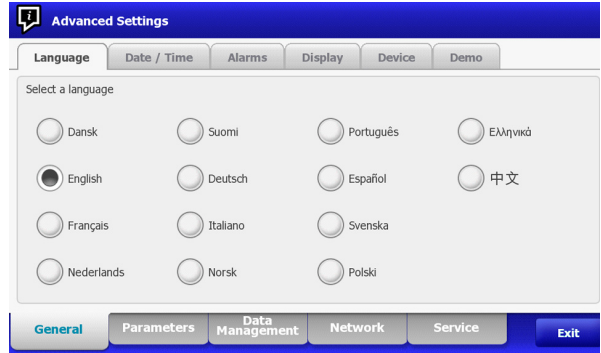 Advanced Settings
Language Date / Time Alarms Display Device Demo
Select a language
Dansk Suomi Português Ελληνικά
English Deutsch Español 中文
Français Italiano Svenska
Nederlands Norsk Polski
General Parameters Data Management Network Service Exit